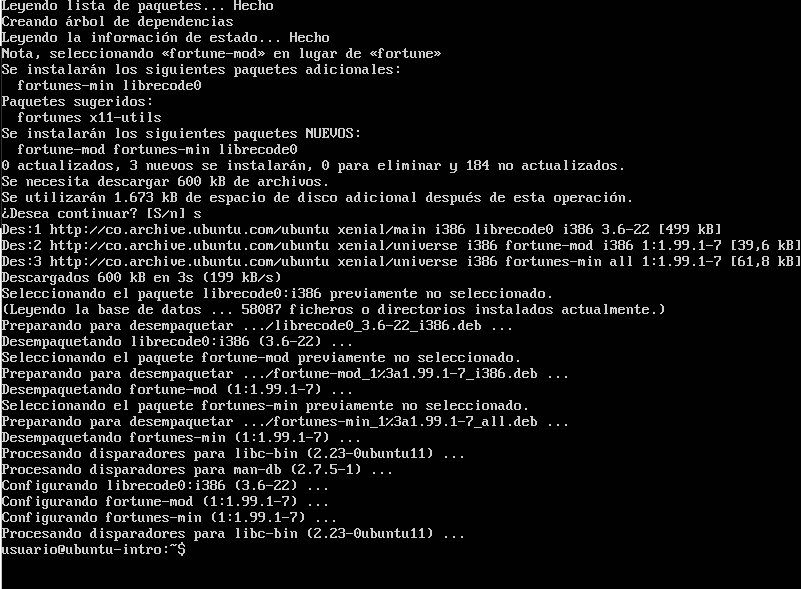 Leyendo lista de paquetes... Hecho
Creando árbol de dependencias
Leyendo la información de estado... Hecho
Nota, seleccionando «fortune-mod» en lugar de «fortune»
Se instalarán los siguientes paquetes adicionales:
  fortunes-min librecode0
Paquetes sugeridos:
  fortunes x11-utils
Se instalarán los siguientes paquetes NUEVOS:
  fortune-mod fortunes-min librecode0
0 actualizados, 3 nuevos se instalarán, 0 para eliminar y 184 no actualizados.
Se necesita descargar 600 kB de archivos.
Se utilizarán 1.673 kB de espacio de disco adicional después de esta operación.
¿Desea continuar? [S/n] s
Des:1 http://co.archive.ubuntu.com/ubuntu xenial/main i386 librecode0 i386 3.6-22 [499 kB]
Des:2 http://co.archive.ubuntu.com/ubuntu xenial/universe i386 fortune-mod i386 1:1.99.1-7 [39,6 kB]
Des:3 http://co.archive.ubuntu.com/ubuntu xenial/universe i386 fortunes-min all 1:1.99.1-7 [61,8 kB]
Descargados 600 kB en 3s (199 kB/s)
Seleccionando el paquete librecode0:i386 previamente no seleccionado.
(Leyendo la base de datos ... 58087 ficheros o directorios instalados actualmente.)
Preparando para desempaquetar .../librecode0_3.6-22_i386.deb ...
Desempaquetando librecode0:i386 (3.6-22) ...
Seleccionando el paquete fortune-mod previamente no seleccionado.
Preparando para desempaquetar .../fortune-mod_1%3a1.99.1-7_i386.deb ...
Desempaquetando fortune-mod (1:1.99.1-7) ...
Seleccionando el paquete fortunes-min previamente no seleccionado.
Preparando para desempaquetar .../fortunes-min_1%3a1.99.1-7_all.deb ...
Desempaquetando fortunes-min (1:1.99.1-7) ...
Procesando disparadores para libc-bin (2.23-0ubuntu11) ...
Procesando disparadores para man-db (2.7.5-1) ...
Configurando librecode0:i386 (3.6-22) ...
Configurando fortune-mod (1:1.99.1-7) ...
Configurando fortunes-min (1:1.99.1-7) ...
Procesando disparadores para libc-bin (2.23-0ubuntu11) ...
usuario@ubuntu-intro:~$